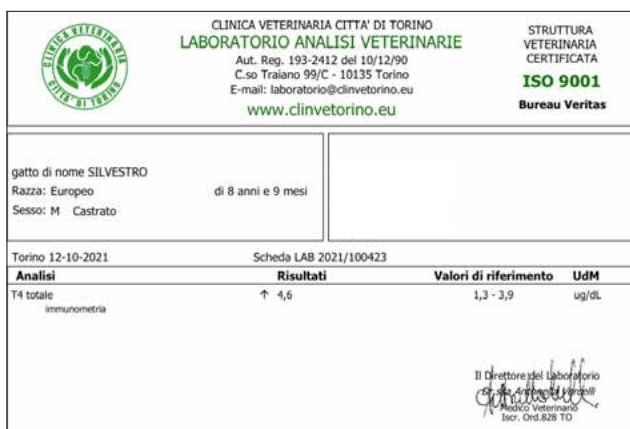 CLINICA VETERINARIA
CITTA' DI TORINO
CLINICA VETERINARIA CITTA' DI TORINO
LABORATORIO ANALISI VETERINARIE
Aut. Reg. 193-2412 del 10/12/90
C.so Traiano 99/C - 10135 Torino
E-mail: laboratorio@clinvetorino.eu
www.clinvetorino.eu
STRUTTURA
VETERINARIA
CERTIFICATA
ISO 9001
Bureau Veritas
gatto di nome SILVESTRO
Razza: Europeo di 8 anni e 9 mesi
Sesso: M Castrato
Torino 12-10-2021 Scheda LAB 2021/100423
Analisi Risultati Valori di riferimento UdM
T4 totale ↑ 4,6 1,3 - 3,9 ug/dL
immunometria
Il Direttore del Laboratorio
Dr.ssa Antonella
Medico Veterinario
Iscr. Ord.828 TO